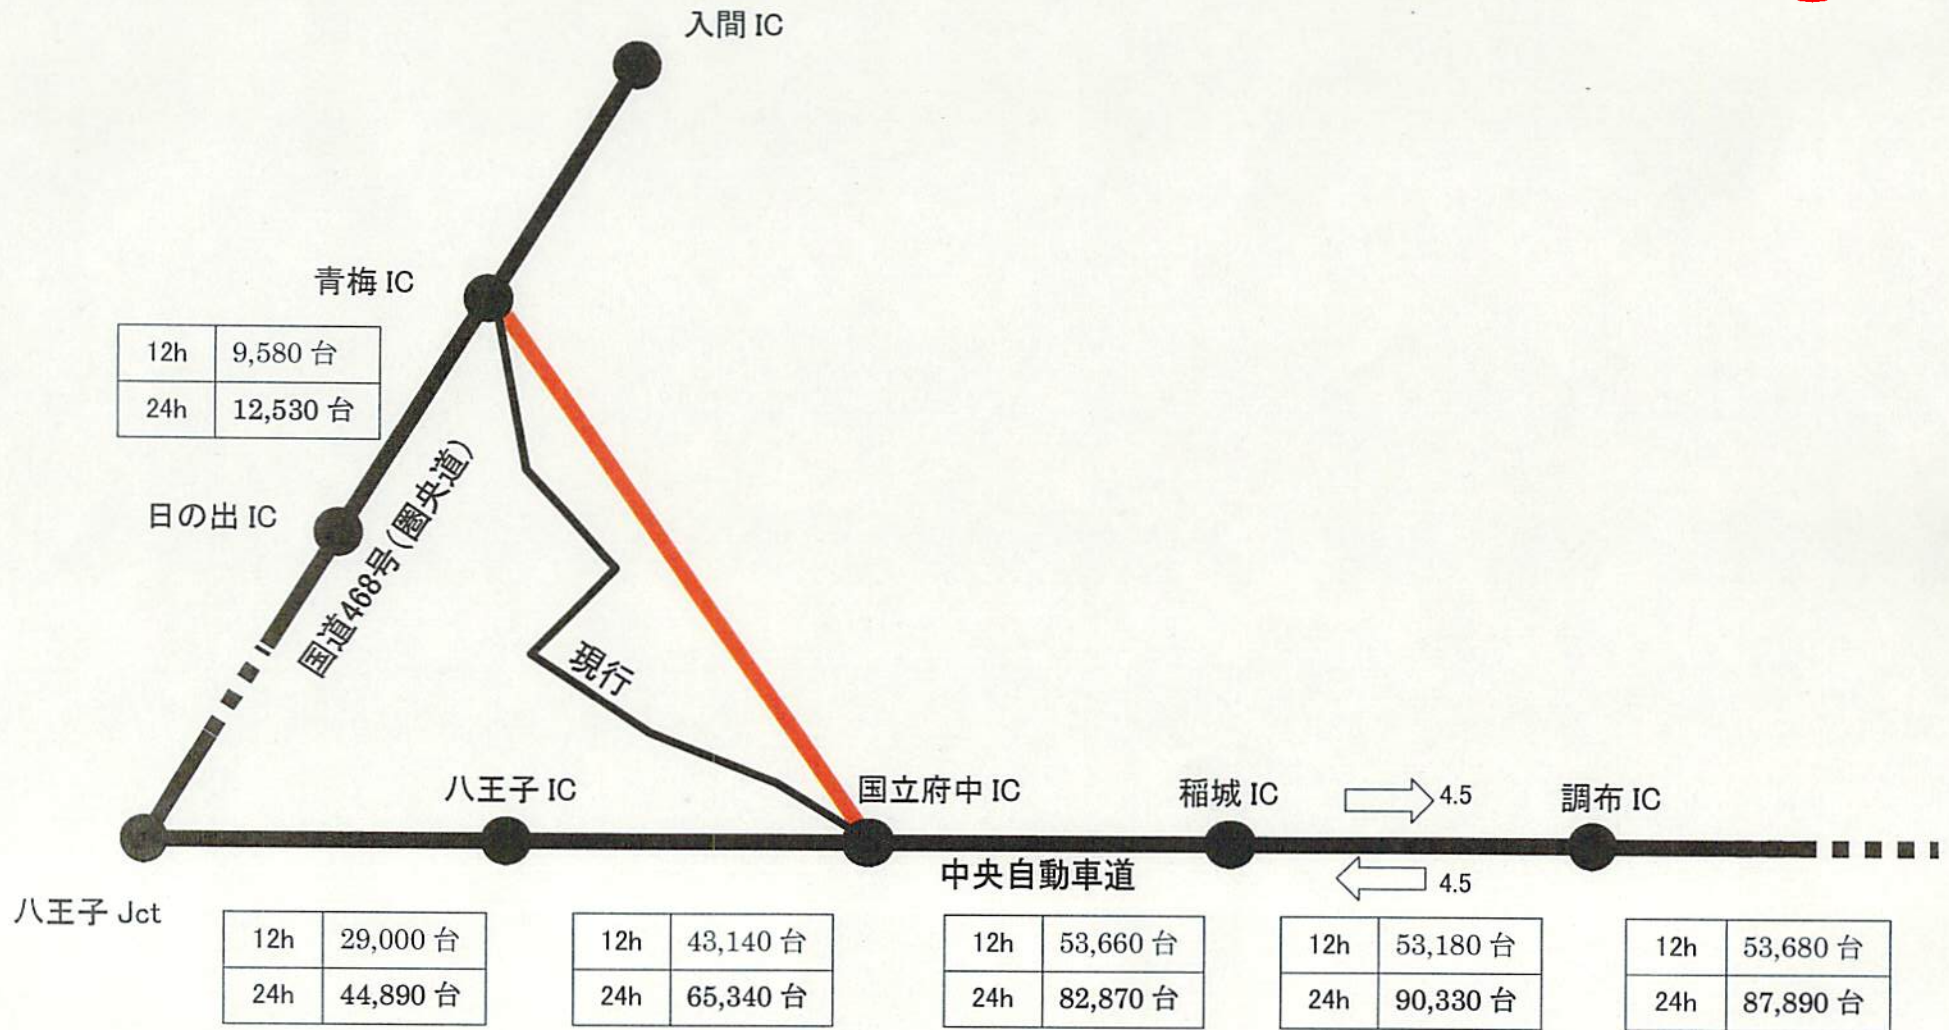 入間 IC
青梅 IC
12h 9,580 台
24h 12,530 台
日の出 IC
国道468号(圏央道)
現行
八王子 IC
国立府中 IC
稲城 IC
4.5
調布 IC
中央自動車道
4.5
八王子 Jct
12h 29,000 台
24h 44,890 台
12h 43,140 台
24h 65,340 台
12h 53,660 台
24h 82,870 台
12h 53,180 台
24h 90,330 台
12h 53,680 台
24h 87,890 台